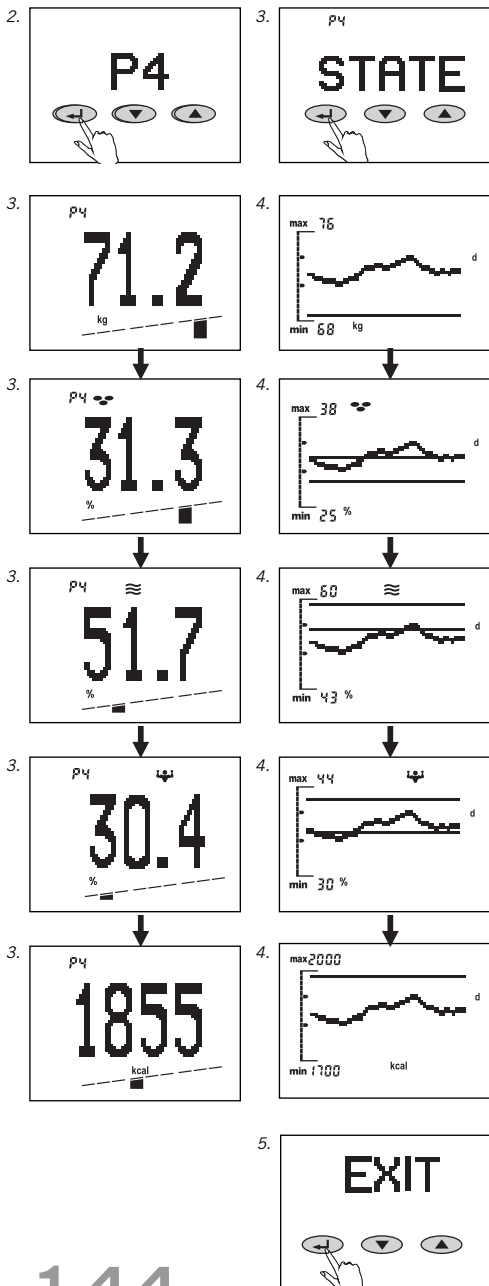 2.
P4
3.
P4
STATE
3.
P4
71.2
kg
4.
max 76
d
min 68 kg
3.
P4
31.3
%
4.
max 38
d
min 25 %
3.
P4
51.7
%
4.
max 60
d
min 43 %
3.
P4
30.4
%
4.
max 44
d
min 30 %
3.
P4
1855
kcal
4.
max 2000
d
min 1700 kcal
5.
EXIT
144